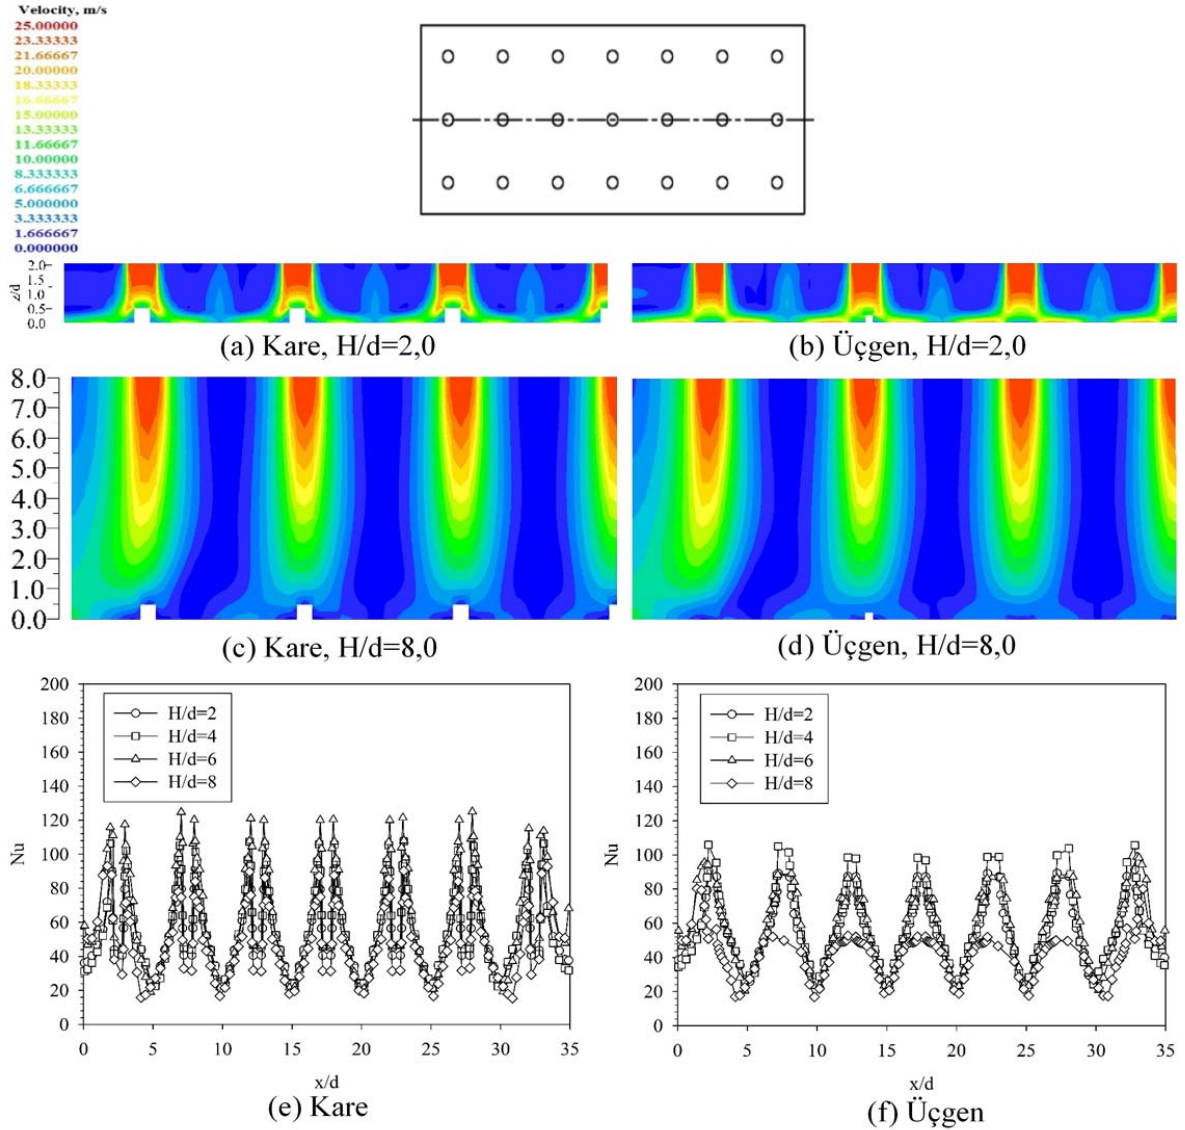 Velocity, m/s
25.00000
23.33333
21.66667
20.00000
18.33333
16.66667
15.00000
13.33333
11.66667
10.00000
8.333333
6.666667
5.000000
3.333333
1.666667
0.000000
z/d
2.0
1.5
1.0
0.5
0.0
(a) Kare, H/d=2,0
(b) Üçgen, H/d=2,0
8.0
7.0
6.0
5.0
4.0
3.0
2.0
1.0
0.0
(c) Kare, H/d=8,0
(d) Üçgen, H/d=8,0
200
180
160
140
120
100
80
60
40
20
0
Nu
H/d=2
H/d=4
H/d=6
H/d=8
0 5 10 15 20 25 30 35
x/d
(e) Kare
200
180
160
140
120
100
80
60
40
20
0
Nu
H/d=2
H/d=4
H/d=6
H/d=8
0 5 10 15 20 25 30 35
x/d
(f) Üçgen